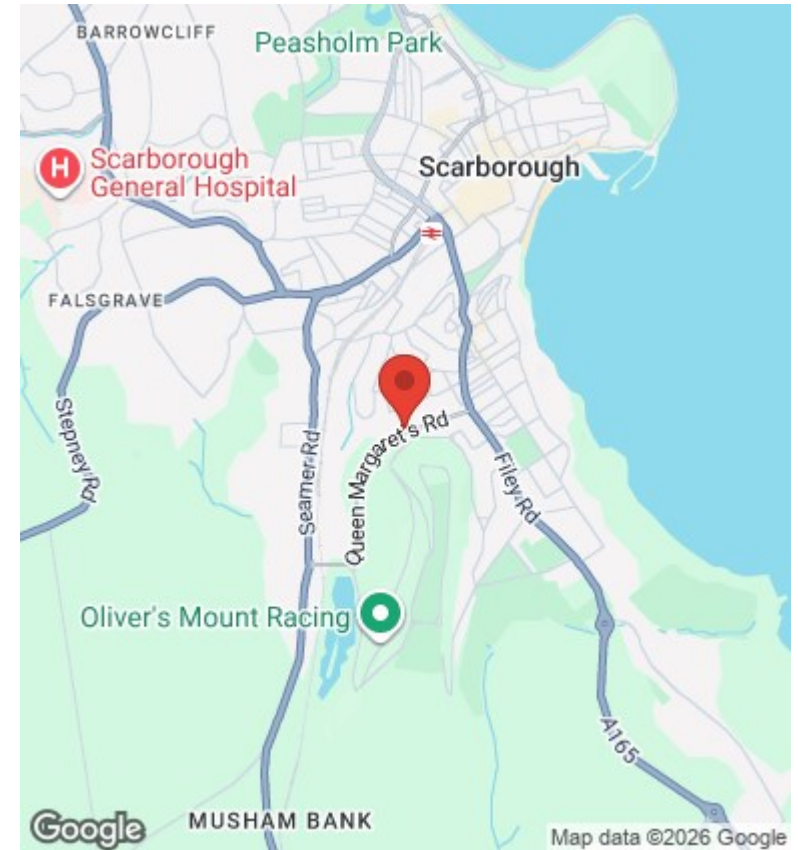 BARROWCLIFF
Peasholm Park
H
Scarborough
General Hospital
Scarborough
FALSGRAVE
Stepney Rd
Seamer Rd
Queen Margaret's Rd
Filey Rd
Oliver's Mount Racing
A165
MUSHAM BANK
Google
Map data ©2026 Google